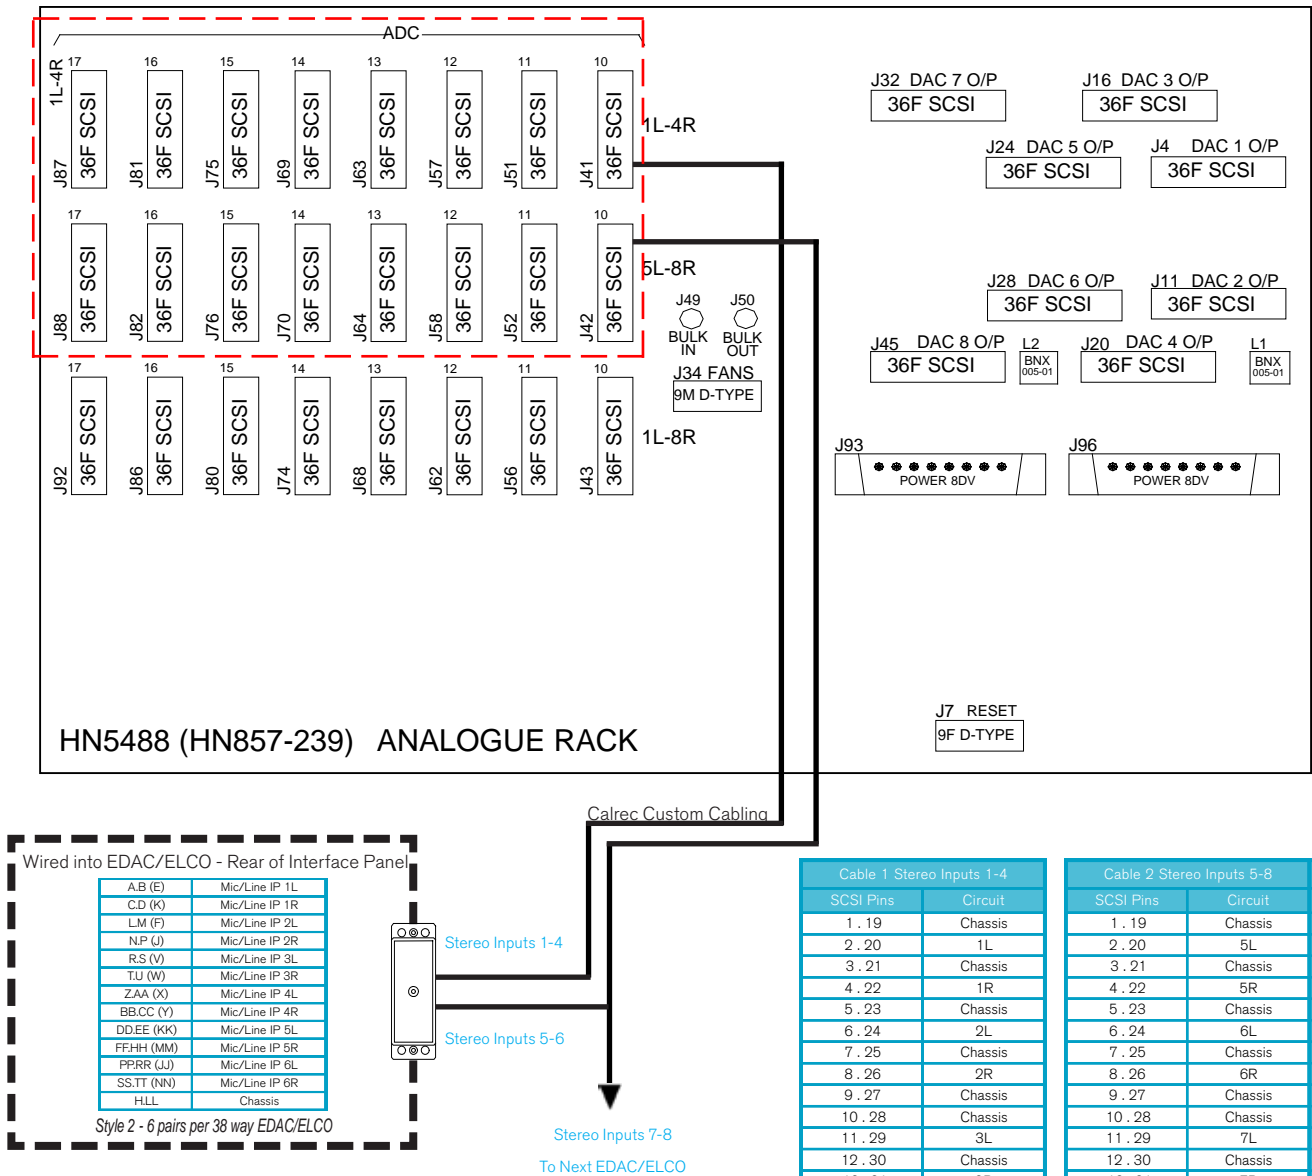 ADC
1L-4R
17 16 15 14 13 12 11 10
J87 36F SCSI
J81 36F SCSI
J75 36F SCSI
J69 36F SCSI
J63 36F SCSI
J57 36F SCSI
J51 36F SCSI
J41 36F SCSI
1L-4R
17 16 15 14 13 12 11 10
J88 36F SCSI
J82 36F SCSI
J76 36F SCSI
J70 36F SCSI
J64 36F SCSI
J58 36F SCSI
J52 36F SCSI
J42 36F SCSI
5L-8R
17 16 15 14 13 12 11 10
J92 36F SCSI
J86 36F SCSI
J80 36F SCSI
J74 36F SCSI
J68 36F SCSI
J62 36F SCSI
J56 36F SCSI
J43 36F SCSI
1L-8R
J49
BULK
IN
J50
BULK
OUT
J34 FANS
9M D-TYPE
J32 DAC 7 O/P
36F SCSI
J16 DAC 3 O/P
36F SCSI
J24 DAC 5 O/P
36F SCSI
J4 DAC 1 O/P
36F SCSI
J28 DAC 6 O/P
36F SCSI
J11 DAC 2 O/P
36F SCSI
J45 DAC 8 O/P
36F SCSI
L2
BNX
005-01
J20 DAC 4 O/P
36F SCSI
L1
BNX
005-01
J93
POWER 8DV
J96
POWER 8DV
J7 RESET
9F D-TYPE
HN5488 (HN857-239) ANALOGUE RACK
Calrec Custom Cabling
Wired into EDAC/ELCO - Rear of Interface Panel
A.B (E) Mic/Line IP 1L
C.D (K) Mic/Line IP 1R
L.M (F) Mic/Line IP 2L
N.P (J) Mic/Line IP 2R
R.S (V) Mic/Line IP 3L
T.U (W) Mic/Line IP 3R
Z.AA (X) Mic/Line IP 4L
BB.CC (Y) Mic/Line IP 4R
DD.EE (KK) Mic/Line IP 5L
FF.HH (MM) Mic/Line IP 5R
PP.RR (JJ) Mic/Line IP 6L
SS.TT (NN) Mic/Line IP 6R
H.LL Chassis
Style 2 - 6 pairs per 38 way EDAC/ELCO
Stereo Inputs 1-4
Stereo Inputs 5-6
Stereo Inputs 7-8
To Next EDAC/ELCO
Cable 1 Stereo Inputs 1-4
SCSI Pins Circuit
1 . 19 Chassis
2 . 20 1L
3 . 21 Chassis
4 . 22 1R
5 . 23 Chassis
6 . 24 2L
7 . 25 Chassis
8 . 26 2R
9 . 27 Chassis
10 . 28 Chassis
11 . 29 3L
12 . 30 Chassis
Cable 2 Stereo Inputs 5-8
SCSI Pins Circuit
1 . 19 Chassis
2 . 20 5L
3 . 21 Chassis
4 . 22 5R
5 . 23 Chassis
6 . 24 6L
7 . 25 Chassis
8 . 26 6R
9 . 27 Chassis
10 . 28 Chassis
11 . 29 7L
12 . 30 Chassis